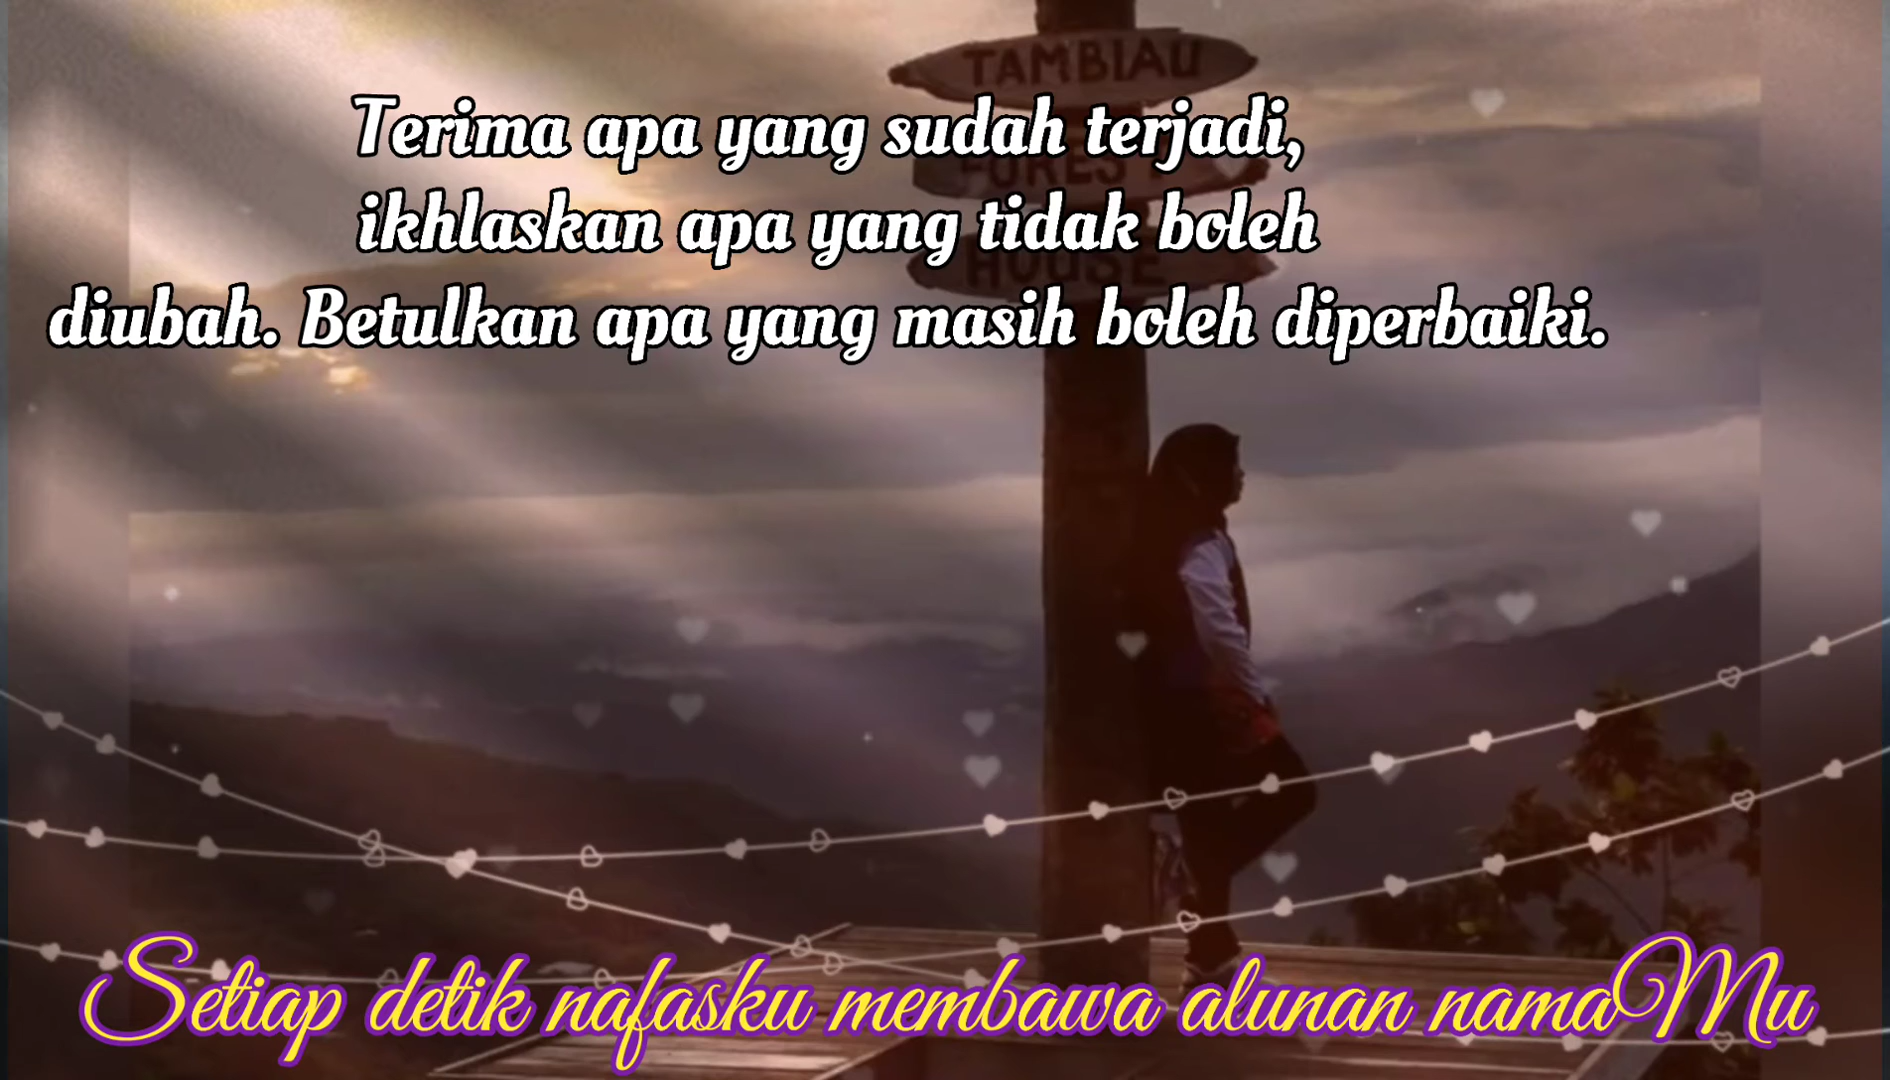 TAMBIAU
Terima apa yang sudah terjadi,
ikhlaskan apa yang tidak boleh
HOUSE
diubah. Betulkan apa yang masih boleh diperbaiki.
Setiap detik nafasku membawa alunan namaMu